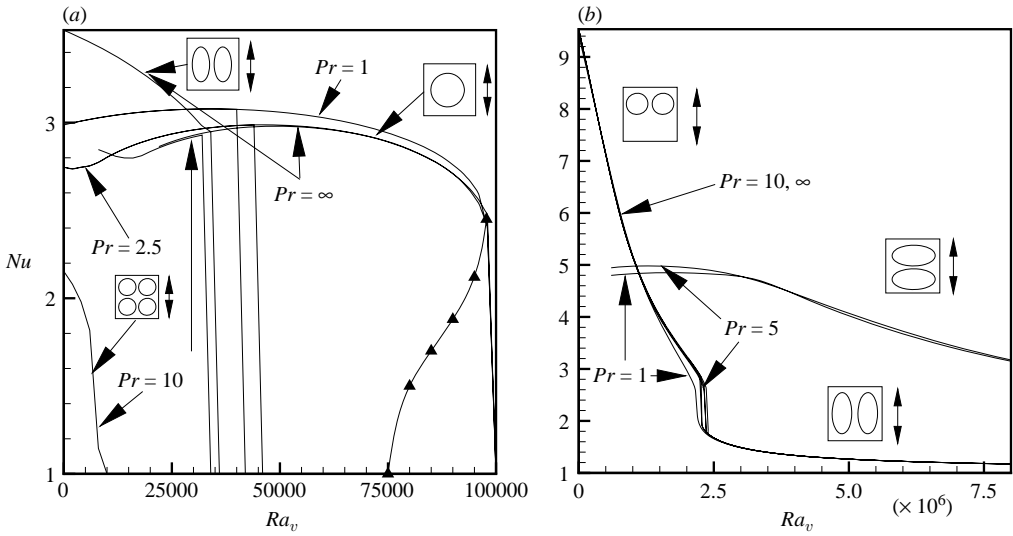 (a)
Nu
3
2
1
0
25000
50000
75000
100000
Ra_v
Pr = 1
Pr = ∞
Pr = 2.5
Pr = 10
(b)
9
8
7
6
5
4
3
2
1
0
2.5
5.0
7.5
(× 10^6)
Ra_v
Pr = 10, ∞
Pr = 5
Pr = 1